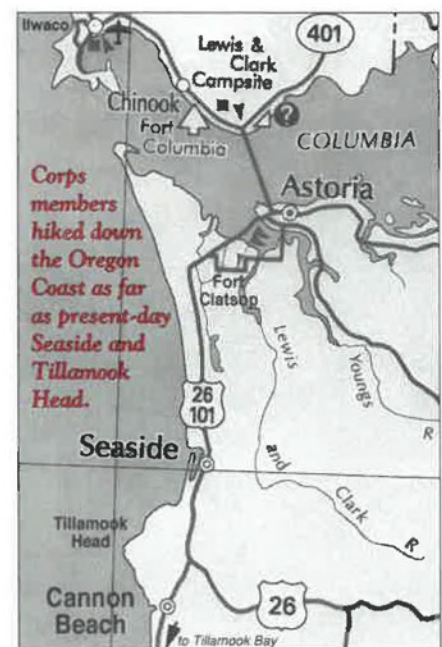 Ilwaco
401
Lewis &
Clark
Campsite
Chinook
Fort
Columbia
?
COLUMBIA
Astoria
Corps
members
hiked down
the Oregon
Coast as far
as present-day
Seaside and
Tillamook
Head.
Fort
Clatsop
Lewis
and
Clark
R
Youngs
R
26
101
Seaside
Tillamook
Head
Cannon
Beach
26
to Tillamook Bay